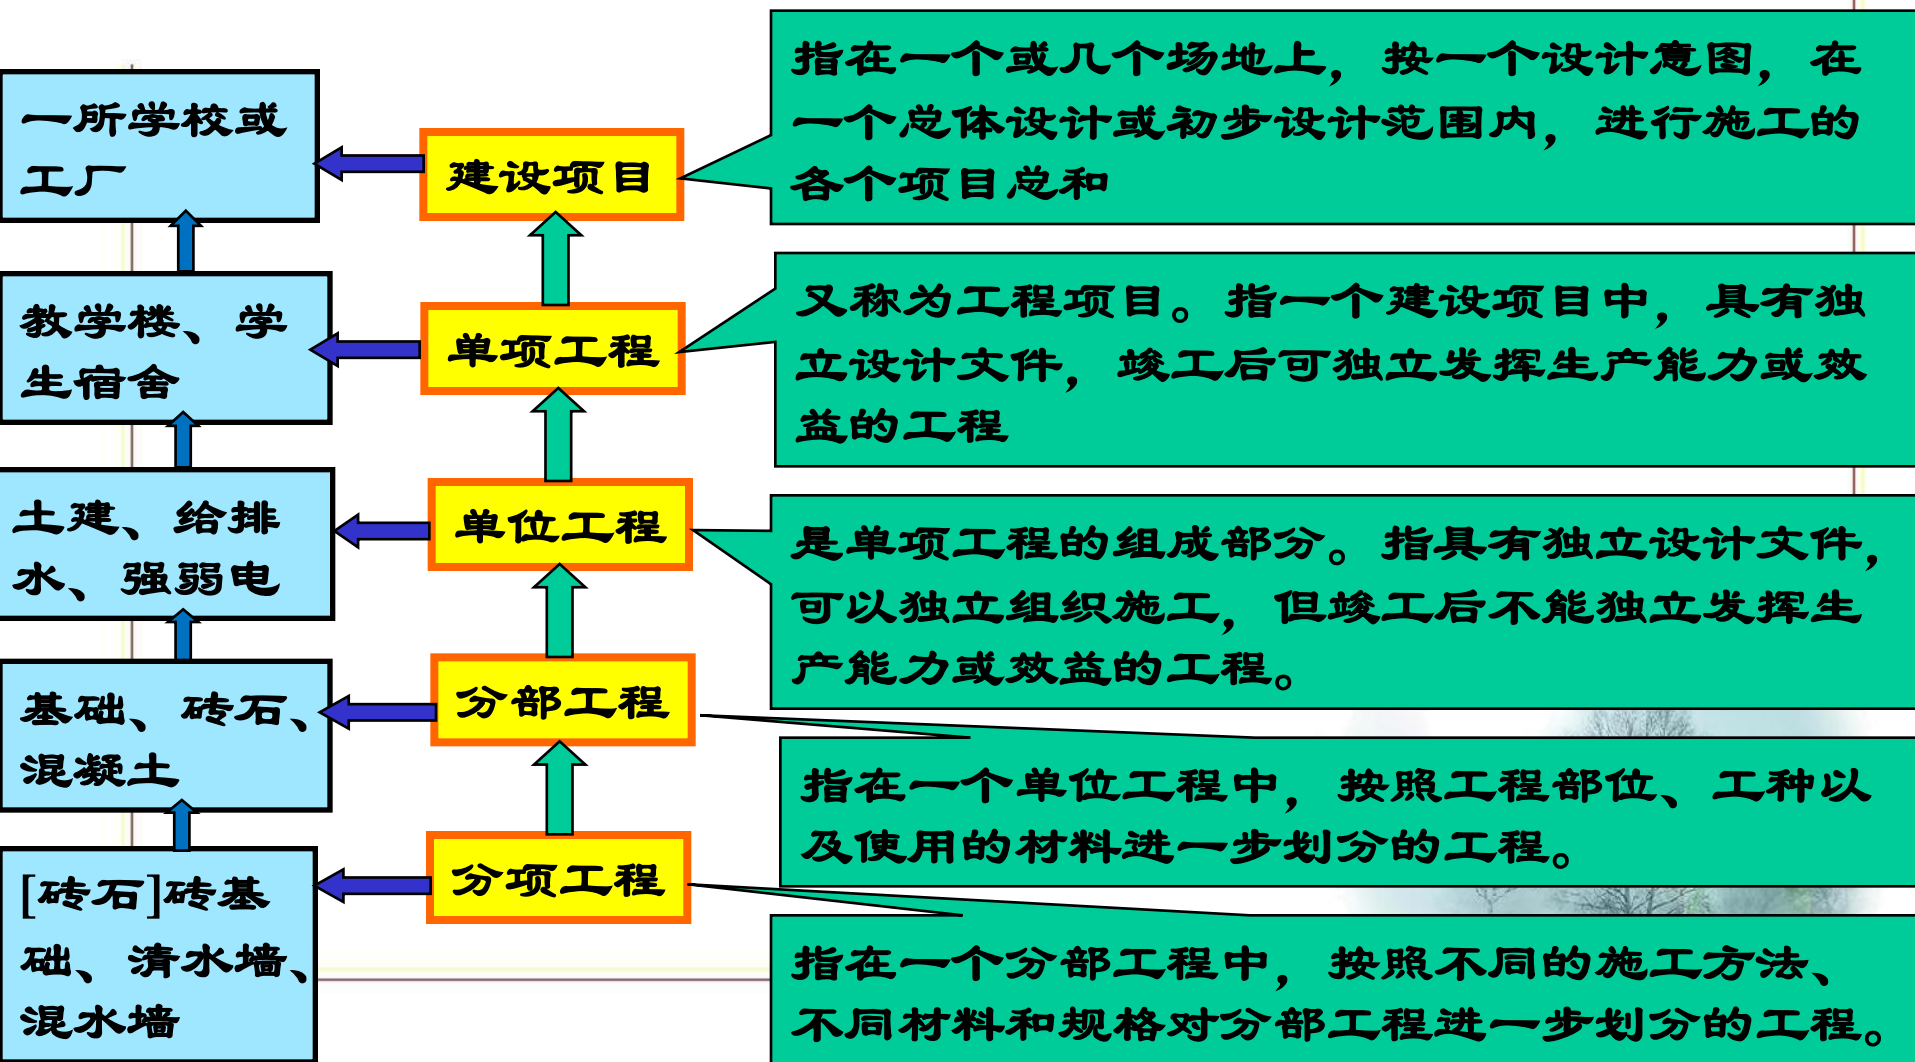 一所学校或
工厂
建设项目
指在一个或几个场地上，按一个设计意图，在
一个总体设计或初步设计范围内，进行施工的
各个项目总和
教学楼、学
生宿舍
单项工程
又称为工程项目。指一个建设项目中，具有独
立设计文件，竣工后可独立发挥生产能力或效
益的工程
土建、给排
水、强弱电
单位工程
是单项工程的组成部分。指具有独立设计文件，
可以独立组织施工，但竣工后不能独立发挥生
产能力或效益的工程。
基础、砖石、
混凝土
分部工程
指在一个单位工程中，按照工程部位、工种以
及使用的材料进一步划分的工程。
[砖石]砖基
础、清水墙、
混水墙
分项工程
指在一个分部工程中，按照不同的施工方法、
不同材料和规格对分部工程进一步划分的工程。